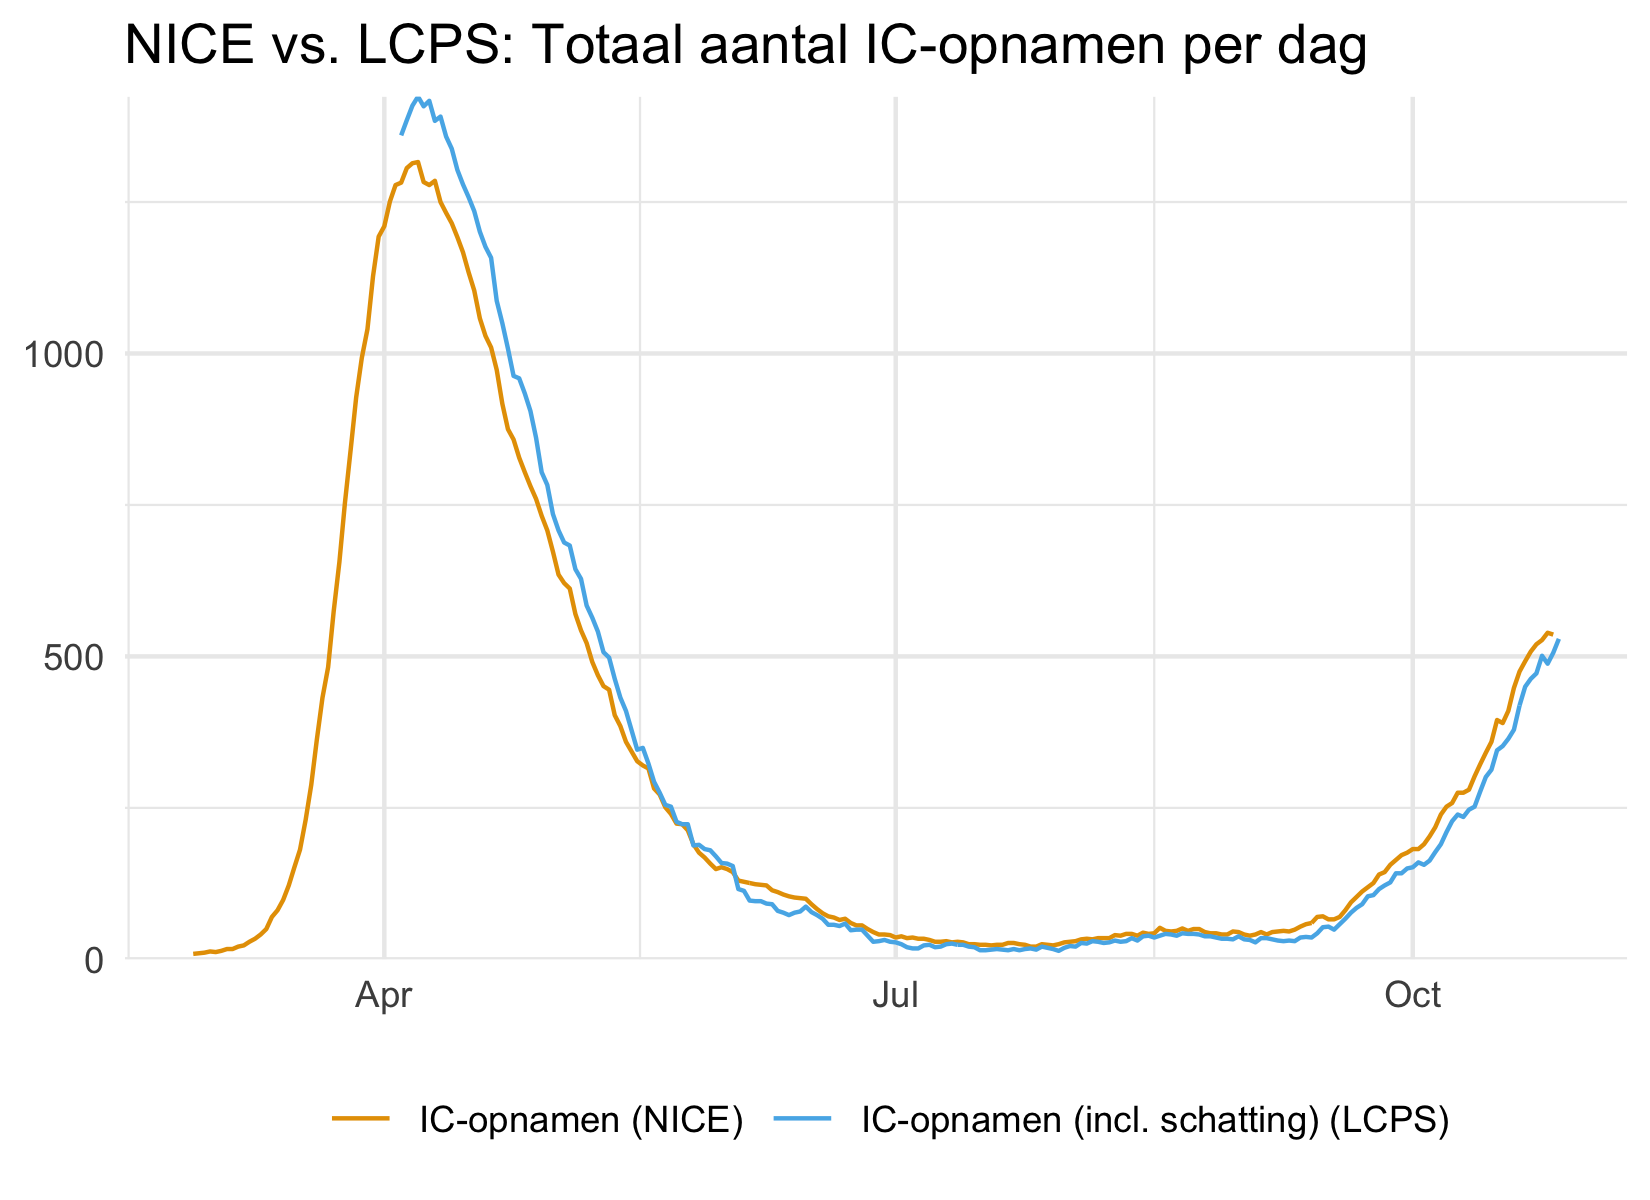 NICE vs. LCPS: Totaal aantal IC-opnamen per dag
1000
500
0
Apr Jul Oct
IC-opnamen (NICE) IC-opnamen (incl. schatting) (LCPS)